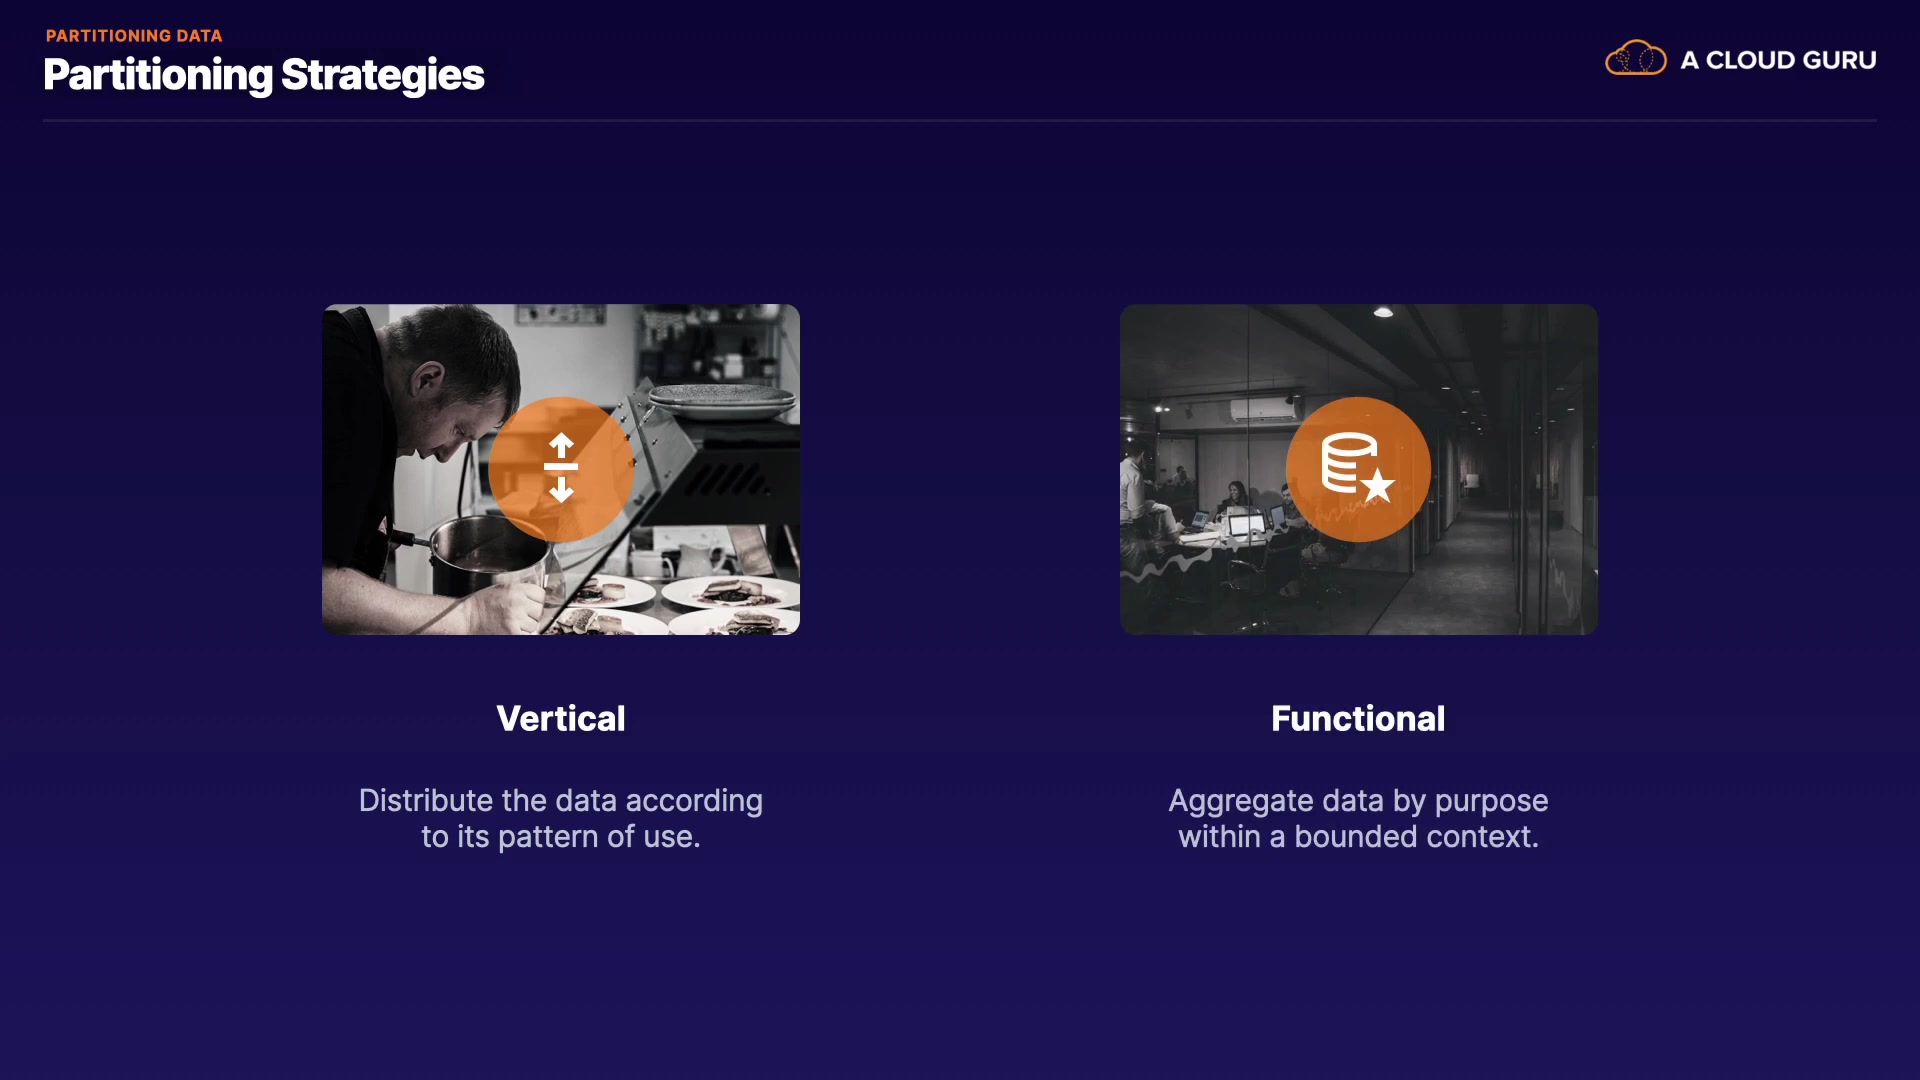 PARTITIONING DATA
Partitioning Strategies
A CLOUD GURU
Vertical
Distribute the data according
to its pattern of use.
Functional
Aggregate data by purpose
within a bounded context.